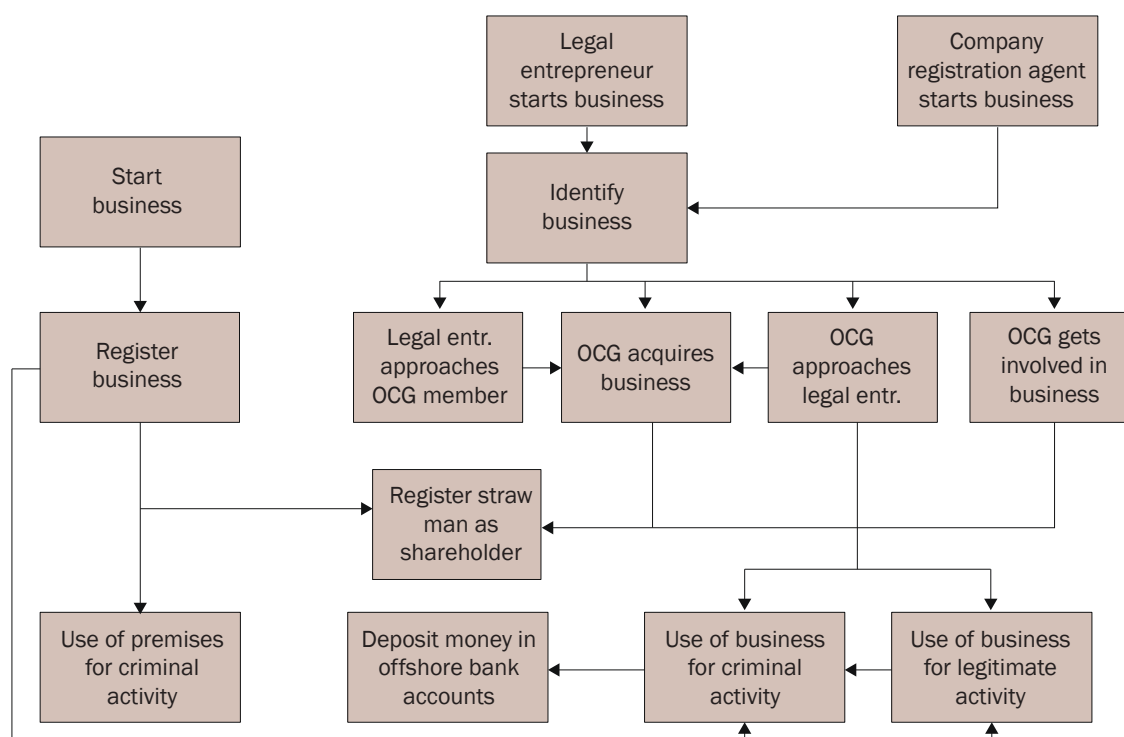 Legal
entrepreneur
starts business
Company
registration agent
starts business
Start
business
Identify
business
Register
business
Legal entr.
approaches
OCG member
OCG acquires
business
OCG
approaches
legal entr.
OCG gets
involved in
business
Register straw
man as
shareholder
Use of premises
for criminal
activity
Deposit money in
offshore bank
accounts
Use of business
for criminal
activity
Use of business
for legitimate
activity